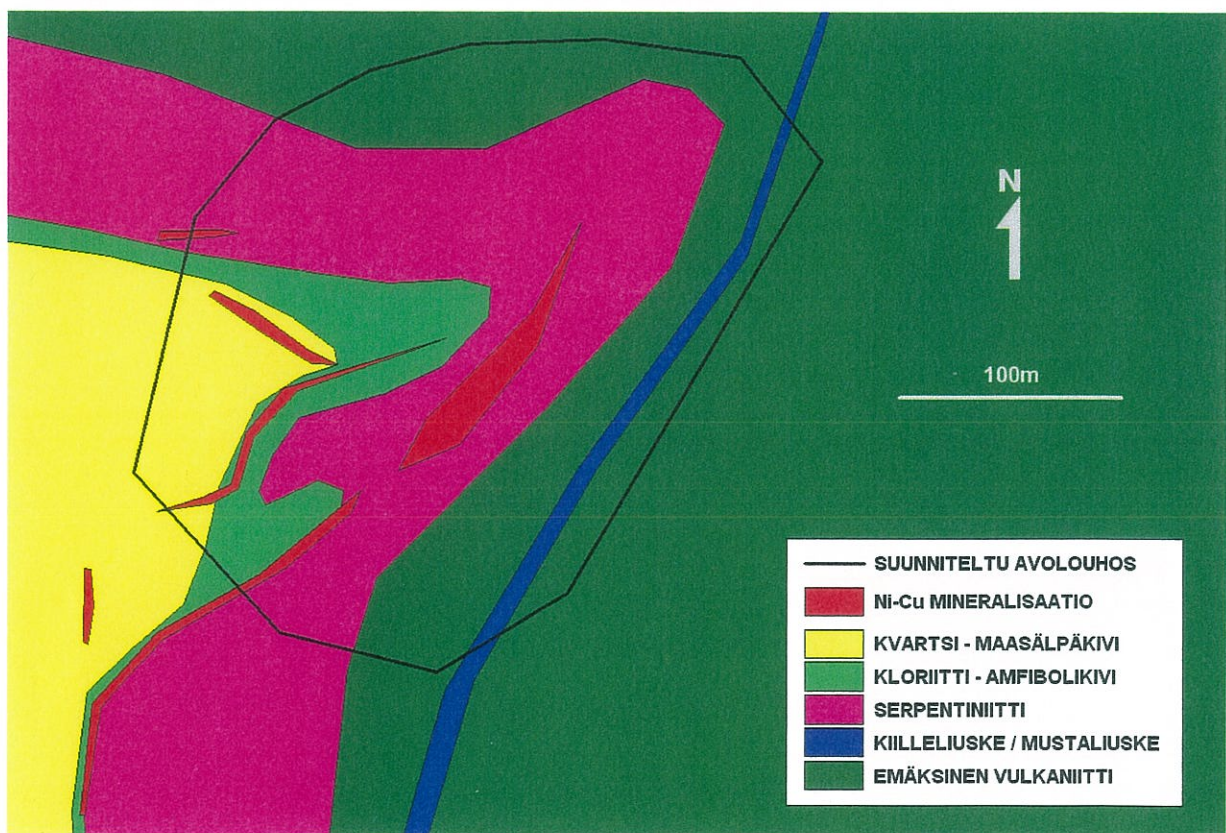 N
100m
SUUNNITELTU AVOLOUHOS
Ni-Cu MINERALISAATIO
KVARTSI - MAASÄLPÄKIVI
KLORIITTI - AMFIBOLIKIVI
SERPENTINIITTI
KIILLELIUSKE / MUSTALIUSKE
EMÄKSINEN VULKANIITTI